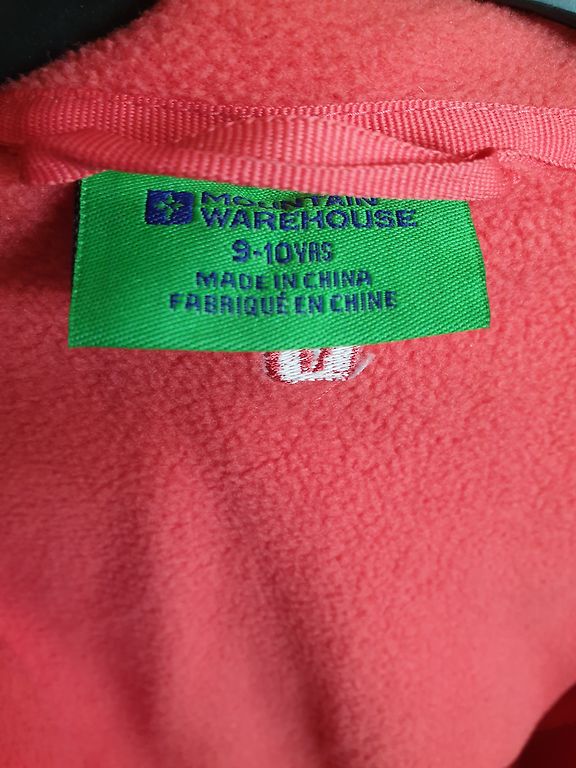 MOUNTAIN
WAREHOUSE
9-10YRS
MADE IN CHINA
FABRIQUÉ EN CHINE